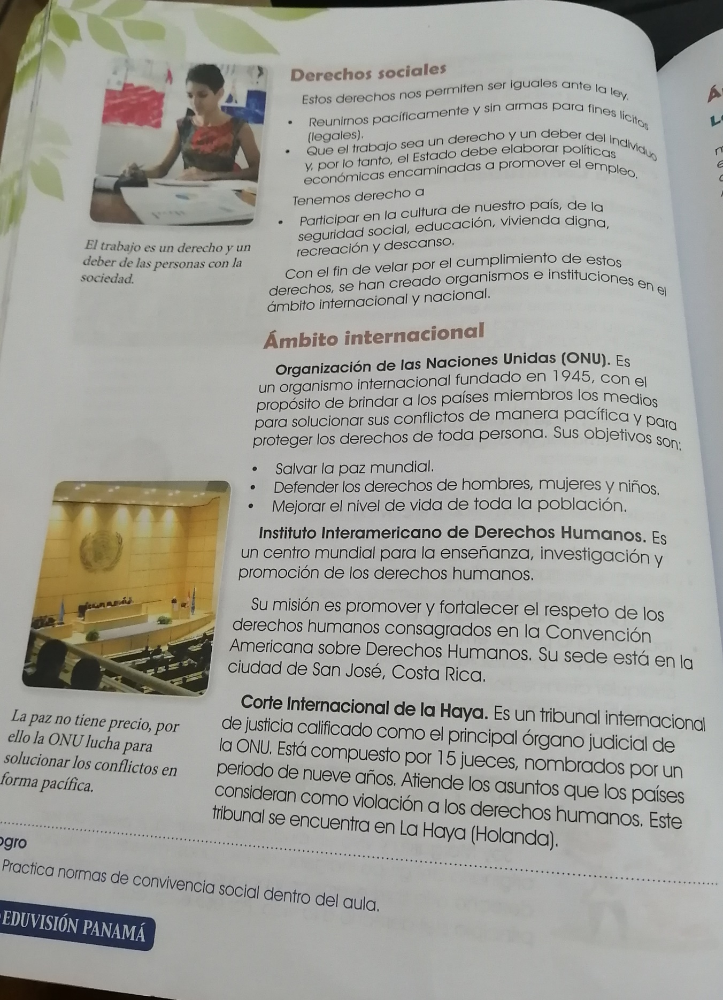 Derechos sociales
Estos derechos nos permiten ser iguales ante la ley.
• Reunirnos pacíficamente y sin armas para fines lícitos
(legales).
• Que el trabajo sea un derecho y un deber del individuo
y, por lo tanto, el Estado debe elaborar políticas
económicas encaminadas a promover el empleo.
Tenemos derecho a
• Participar en la cultura de nuestro país, de la
seguridad social, educación, vivienda digna,
recreación y descanso.
Con el fin de velar por el cumplimiento de estos
derechos, se han creado organismos e instituciones en el
ámbito internacional y nacional.
El trabajo es un derecho y un
deber de las personas con la
sociedad.
Ámbito internacional
Organización de las Naciones Unidas (ONU). Es
un organismo internacional fundado en 1945, con el
propósito de brindar a los países miembros los medios
para solucionar sus conflictos de manera pacífica y para
proteger los derechos de toda persona. Sus objetivos son:
• Salvar la paz mundial.
• Defender los derechos de hombres, mujeres y niños.
• Mejorar el nivel de vida de toda la población.
Instituto Interamericano de Derechos Humanos. Es
un centro mundial para la enseñanza, investigación y
promoción de los derechos humanos.
Su misión es promover y fortalecer el respeto de los
derechos humanos consagrados en la Convención
Americana sobre Derechos Humanos. Su sede está en la
ciudad de San José, Costa Rica.
Corte Internacional de la Haya. Es un tribunal internacional
de justicia calificado como el principal órgano judicial de
la ONU. Está compuesto por 15 jueces, nombrados por un
periodo de nueve años. Atiende los asuntos que los países
consideran como violación a los derechos humanos. Este
tribunal se encuentra en La Haya (Holanda).
La paz no tiene precio, por
ello la ONU lucha para
solucionar los conflictos en
forma pacífica.
ogro
Practica normas de convivencia social dentro del aula.
EDUVISIÓN PANAMÁ